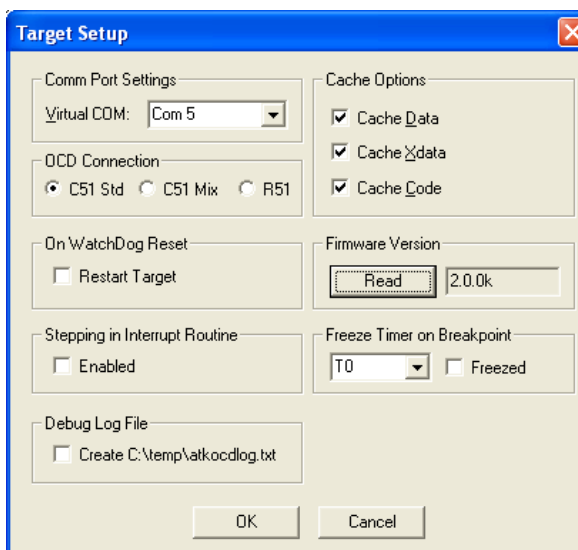 Target Setup
Comm Port Settings
Virtual COM: Com 5
OCD Connection
C51 Std C51 Mix R51
On WatchDog Reset
Restart Target
Stepping in Interrupt Routine
Enabled
Debug Log File
Create C:\temp\atkocdlog.txt
Cache Options
Cache Data
Cache Xdata
Cache Code
Firmware Version
Read 2.0.0k
Freeze Timer on Breakpoint
T0 Freezed
OK Cancel